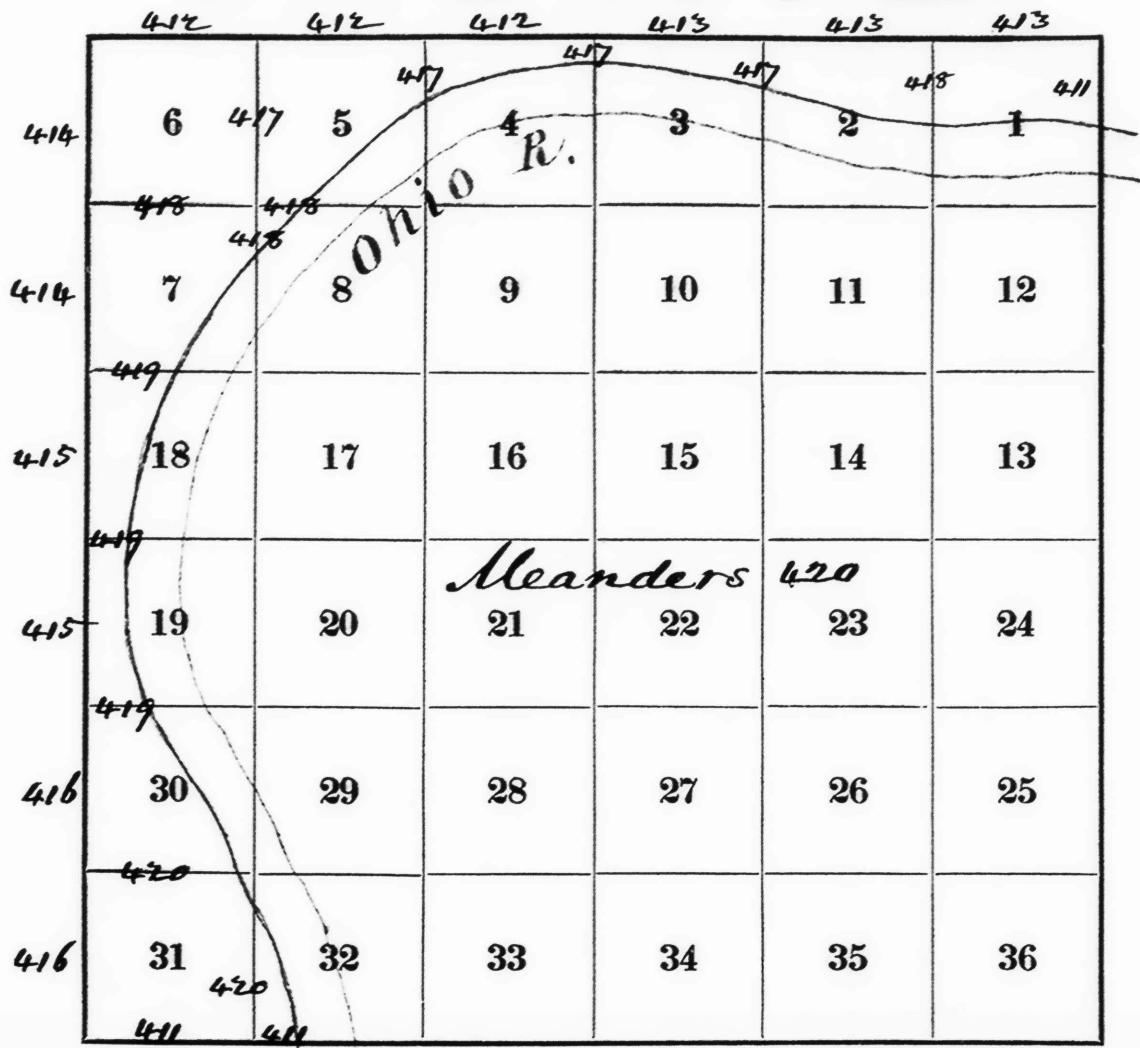 412 412 412 413 413 413
417 417 417 418 411
414 6 417 5 4 3 2 1
Ohio R.
418 418
418
414 7 8 9 10 11 12
419
415 18 17 16 15 14 13
419
Meanders 420
415 19 20 21 22 23 24
419
416 30 29 28 27 26 25
420
416 31 32 33 34 35 36
420
411 411